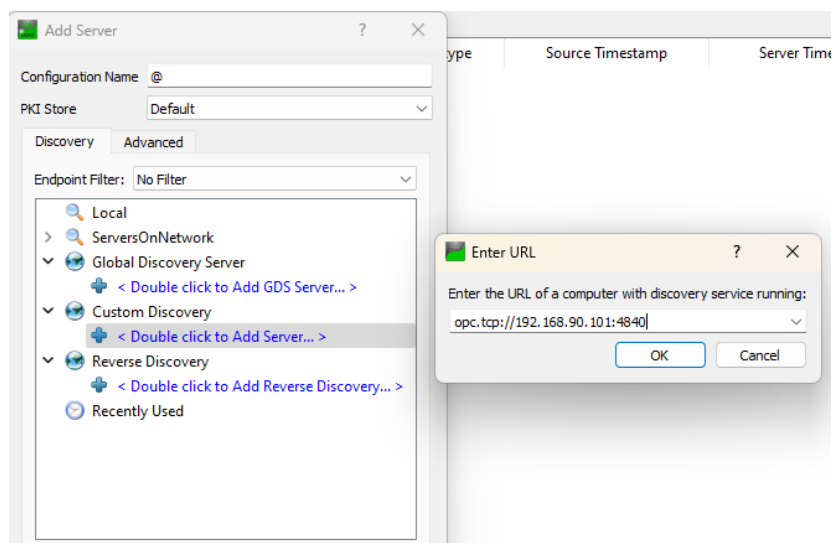 Add Server ? ×
ype Source Timestamp Server Time
Configuration Name @
PKI Store Default
Discovery Advanced
Endpoint Filter: No Filter
Local
ServersOnNetwork
Global Discovery Server
< Double click to Add GDS Server... >
Custom Discovery
< Double click to Add Server... >
Reverse Discovery
< Double click to Add Reverse Discovery... >
Recently Used
Enter URL ? ×
Enter the URL of a computer with discovery service running:
opc.tcp://192.168.90.101:4840
OK Cancel